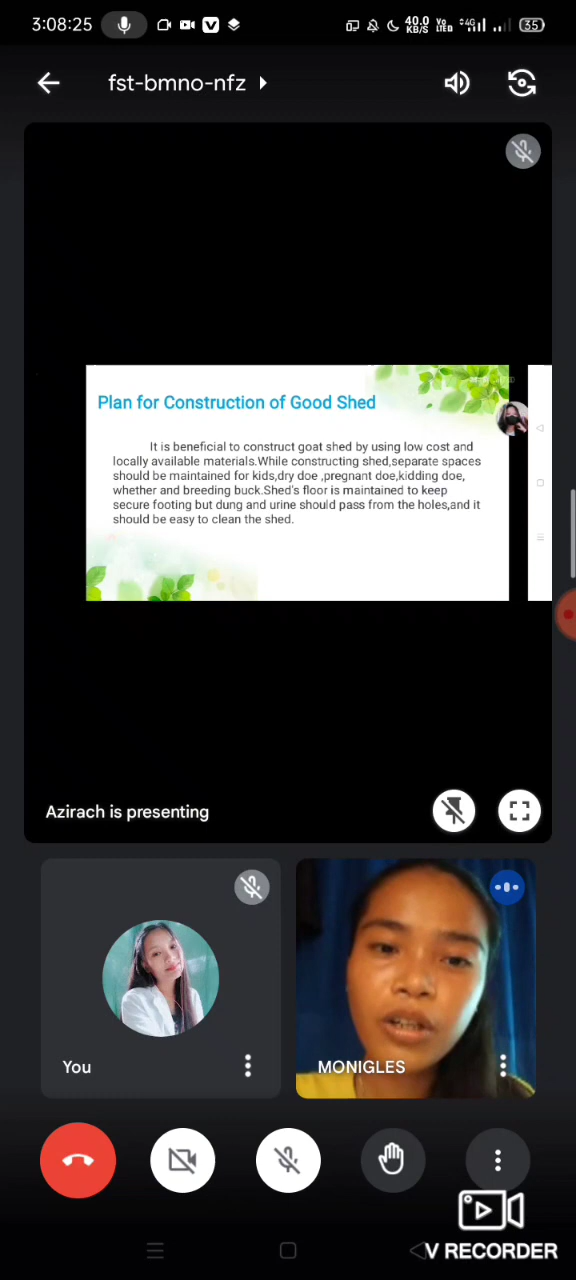 3:08:25
40.0
KB/S
Vo
LTED
4G
35
fst-bmno-nfz
Plan for Construction of Good Shed
It is beneficial to construct goat shed by using low cost and
locally available materials.While constructing shed,separate spaces
should be maintained for kids,dry doe ,pregnant doe,kidding doe,
whether and breeding buck.Shed's floor is maintained to keep
secure footing but dung and urine should pass from the holes,and it
should be easy to clean the shed.
Azirach is presenting
You
MONIGLES
V RECORDER